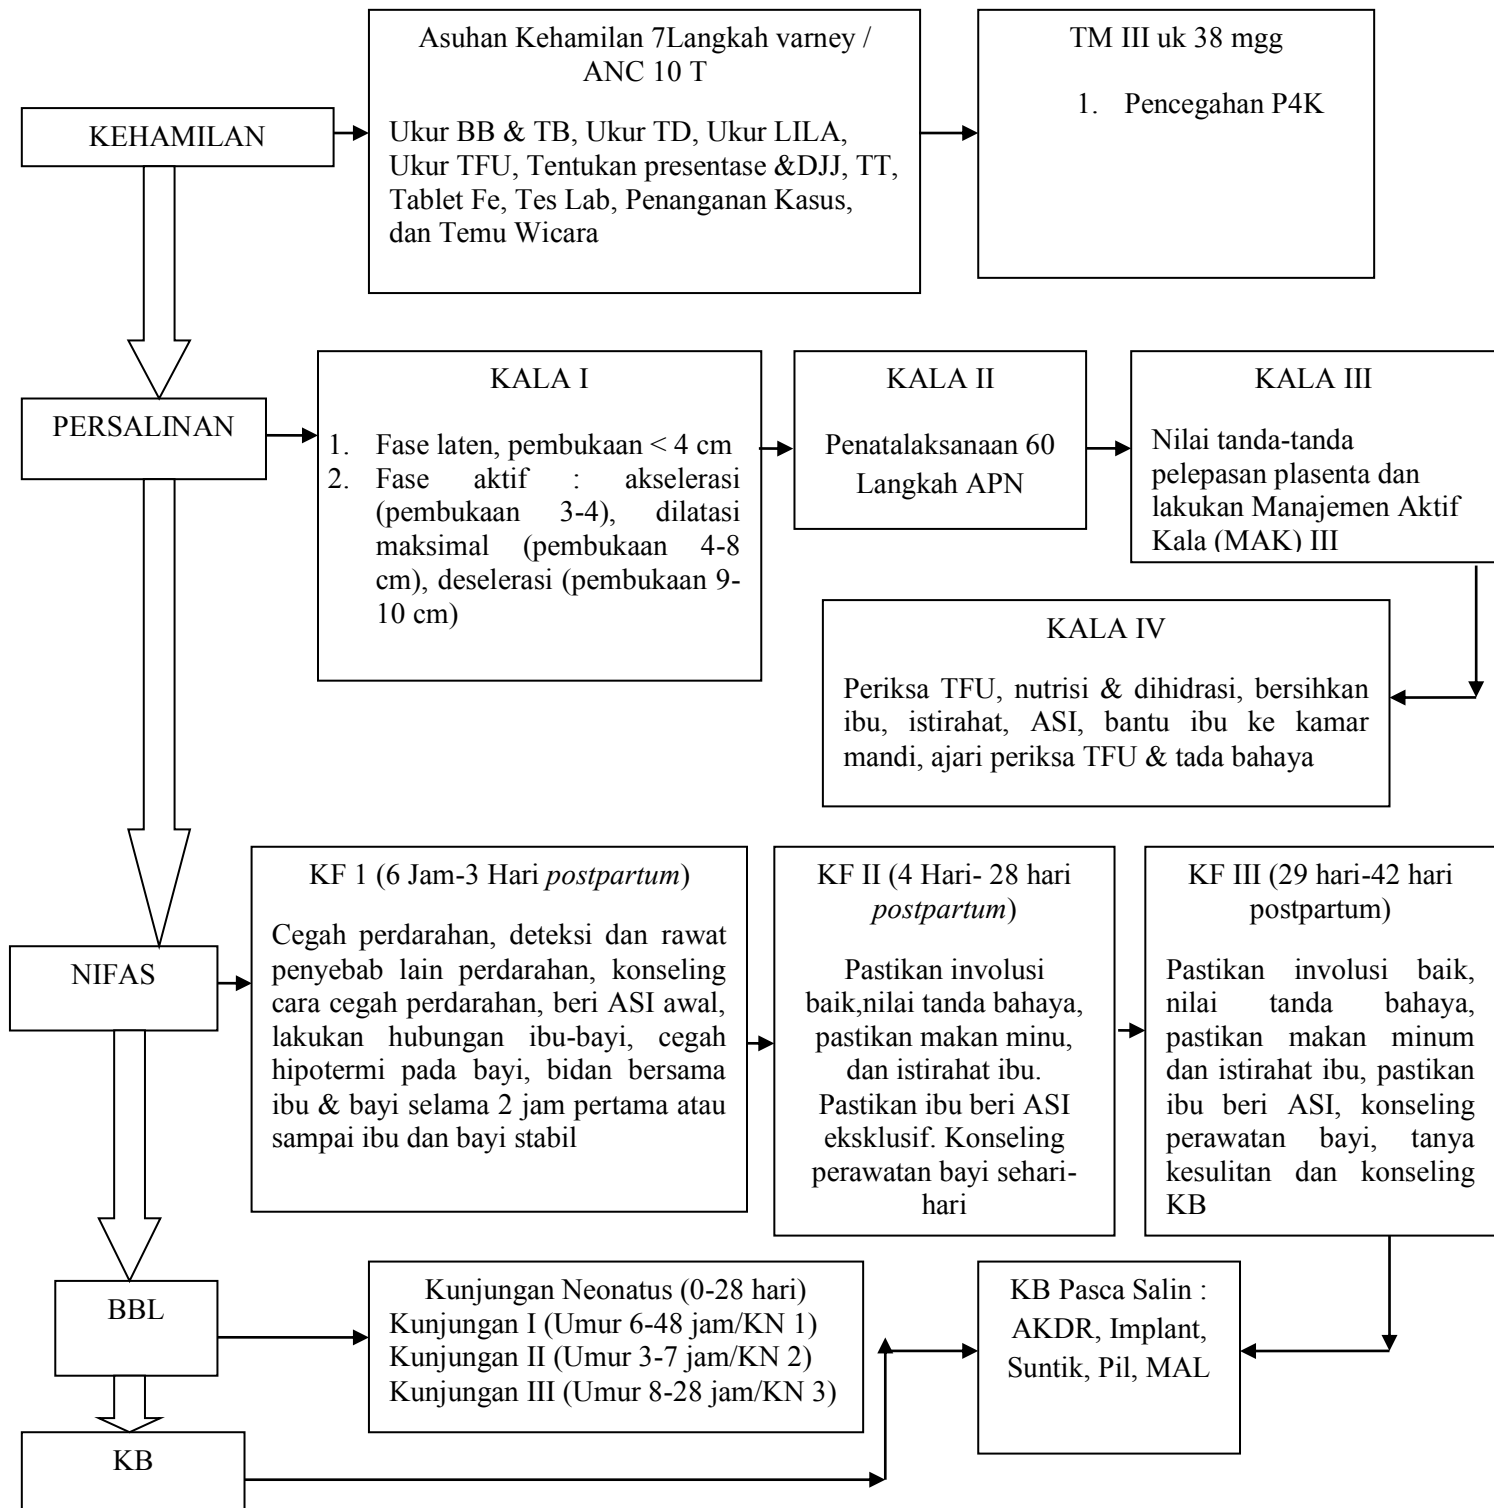 KEHAMILAN
Asuhan Kehamilan 7Langkah varney /
ANC 10 T
Ukur BB & TB, Ukur TD, Ukur LILA,
Ukur TFU, Tentukan presentase &DJJ, TT,
Tablet Fe, Tes Lab, Penanganan Kasus,
dan Temu Wicara
TM III uk 38 mgg
1. Pencegahan P4K
PERSALINAN
KALA I
1. Fase laten, pembukaan < 4 cm
2. Fase aktif : akselerasi
(pembukaan 3-4), dilatasi
maksimal (pembukaan 4-8
cm), deselerasi (pembukaan 9-
10 cm)
KALA II
Penatalaksanaan 60
Langkah APN
KALA III
Nilai tanda-tanda
pelepasan plasenta dan
lakukan Manajemen Aktif
Kala (MAK) III
KALA IV
Periksa TFU, nutrisi & dihidrasi, bersihkan
ibu, istirahat, ASI, bantu ibu ke kamar
mandi, ajari periksa TFU & tada bahaya
NIFAS
KF 1 (6 Jam-3 Hari postpartum)
Cegah perdarahan, deteksi dan rawat
penyebab lain perdarahan, konseling
cara cegah perdarahan, beri ASI awal,
lakukan hubungan ibu-bayi, cegah
hipotermi pada bayi, bidan bersama
ibu & bayi selama 2 jam pertama atau
sampai ibu dan bayi stabil
KF II (4 Hari- 28 hari
postpartum)
Pastikan involusi
baik,nilai tanda bahaya,
pastikan makan minu,
dan istirahat ibu.
Pastikan ibu beri ASI
eksklusif. Konseling
perawatan bayi sehari-
hari
KF III (29 hari-42 hari
postpartum)
Pastikan involusi baik,
nilai tanda bahaya,
pastikan makan minum
dan istirahat ibu, pastikan
ibu beri ASI, konseling
perawatan bayi, tanya
kesulitan dan konseling
KB
BBL
Kunjungan Neonatus (0-28 hari)
Kunjungan I (Umur 6-48 jam/KN 1)
Kunjungan II (Umur 3-7 jam/KN 2)
Kunjungan III (Umur 8-28 jam/KN 3)
KB Pasca Salin :
AKDR, Implant,
Suntik, Pil, MAL
KB